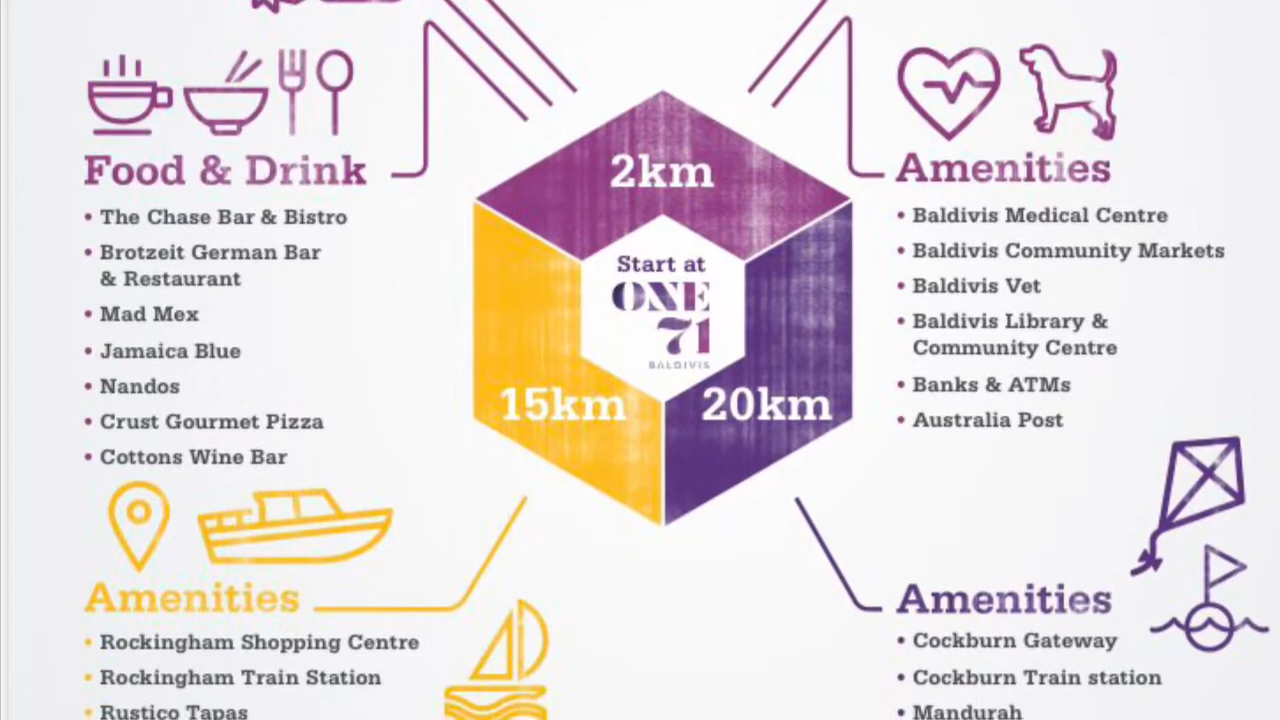 Food & Drink
• The Chase Bar & Bistro
• Brotzeit German Bar
& Restaurant
• Mad Mex
• Jamaica Blue
• Nandos
• Crust Gourmet Pizza
• Cottons Wine Bar
2km
Start at
ONE
71
BALDIVIS
15km
20km
Amenities
• Baldivis Medical Centre
• Baldivis Community Markets
• Baldivis Vet
• Baldivis Library &
Community Centre
• Banks & ATMs
• Australia Post
Amenities
• Rockingham Shopping Centre
• Rockingham Train Station
• Rustico Tapas
Amenities
• Cockburn Gateway
• Cockburn Train station
• Mandurah